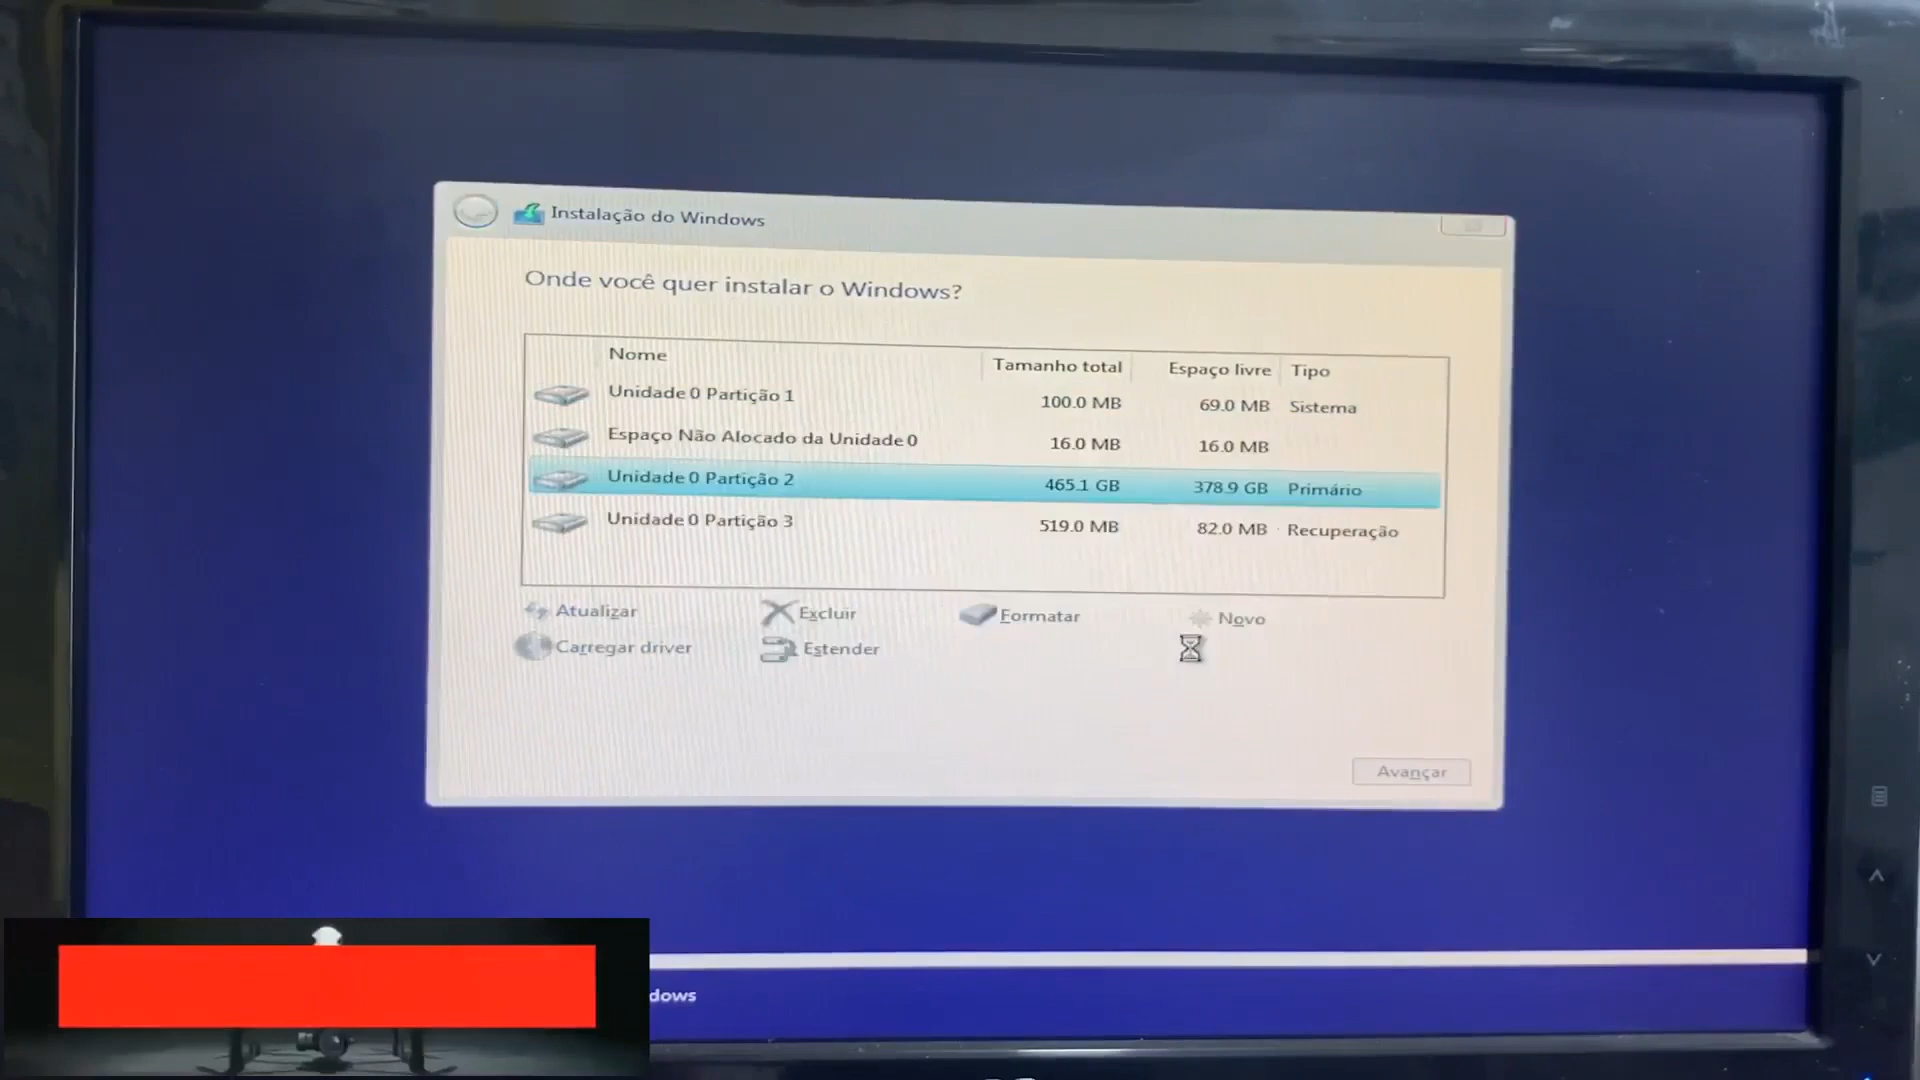 Instalação do Windows
Onde você quer instalar o Windows?
Nome Tamanho total Espaço livre Tipo
Unidade 0 Partição 1 100.0 MB 69.0 MB Sistema
Espaço Não Alocado da Unidade 0 16.0 MB 16.0 MB
Unidade 0 Partição 2 465.1 GB 378.9 GB Primário
Unidade 0 Partição 3 519.0 MB 82.0 MB Recuperação
Atualizar Excluir Formatar Novo
Carregar driver Estender
Avançar
dows